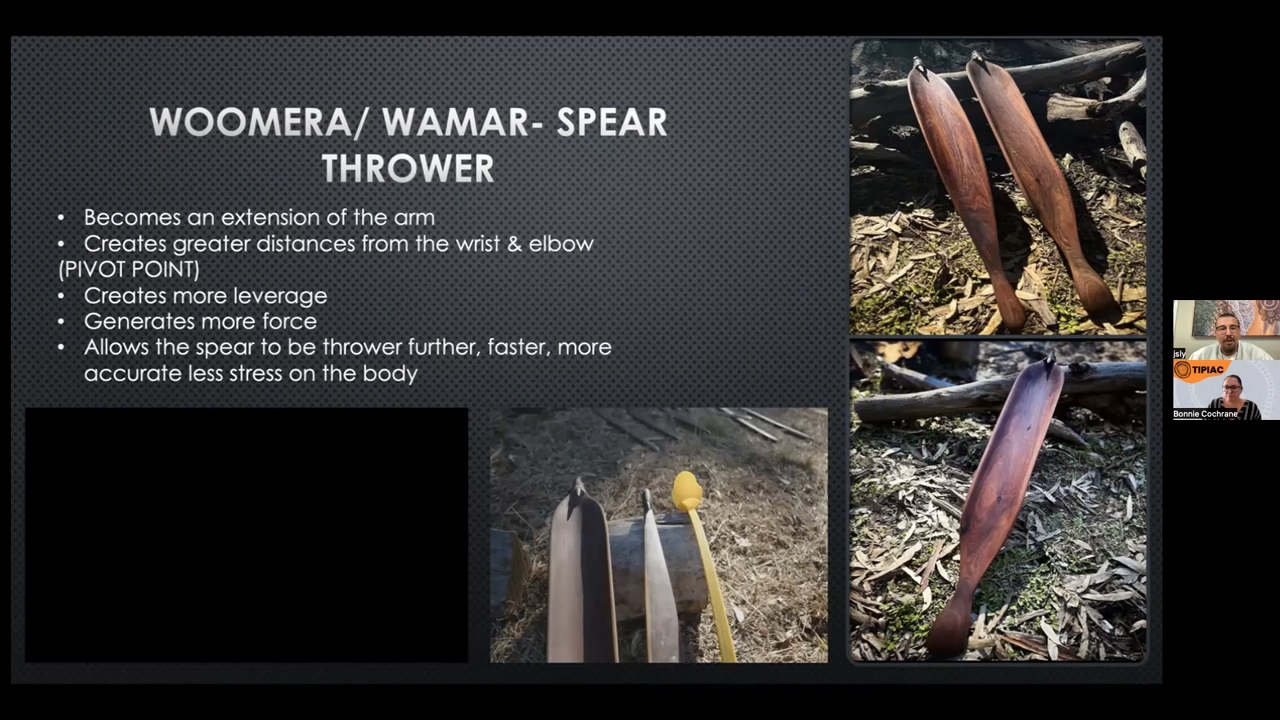 WOOMERA/ WAMAR- SPEAR
THROWER
• Becomes an extension of the arm
• Creates greater distances from the wrist & elbow
(PIVOT POINT)
• Creates more leverage
• Generates more force
• Allows the spear to be thrower further, faster, more
accurate less stress on the body
jsly
TIPIAC
Bonnie Cochrane